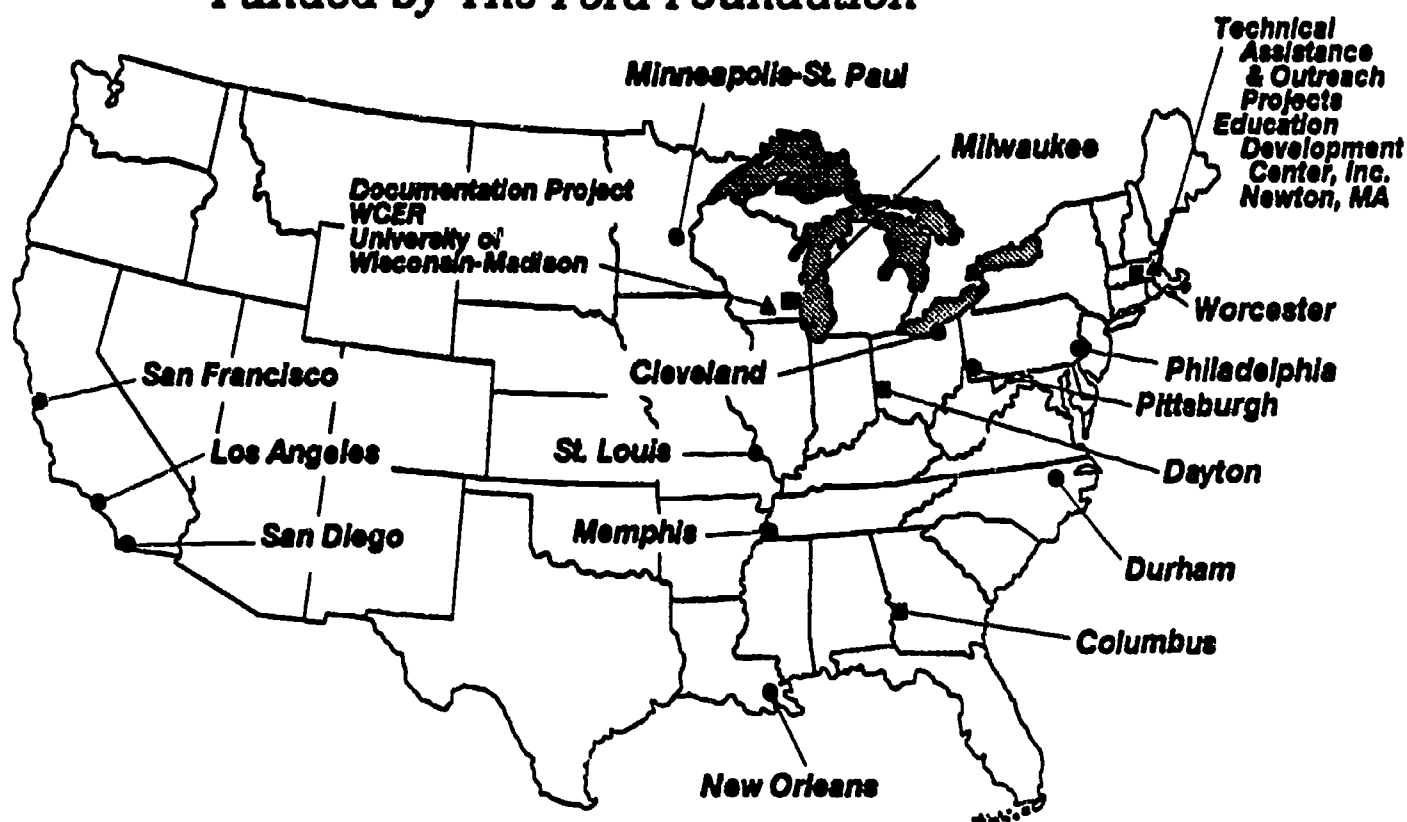 Funded by The Ford Foundation
Technical
Assistance
& Outreach
Projects
Education
Development
Center, Inc.
Newton, MA
Minneapolis-St. Paul
Milwaukee
Documentation Project
WCER
University of
Wisconsin-Madison
Worcester
San Francisco
Cleveland
Philadelphia
Pittsburgh
Los Angeles
St. Louis
Dayton
San Diego
Memphis
Durham
Columbus
New Orleans